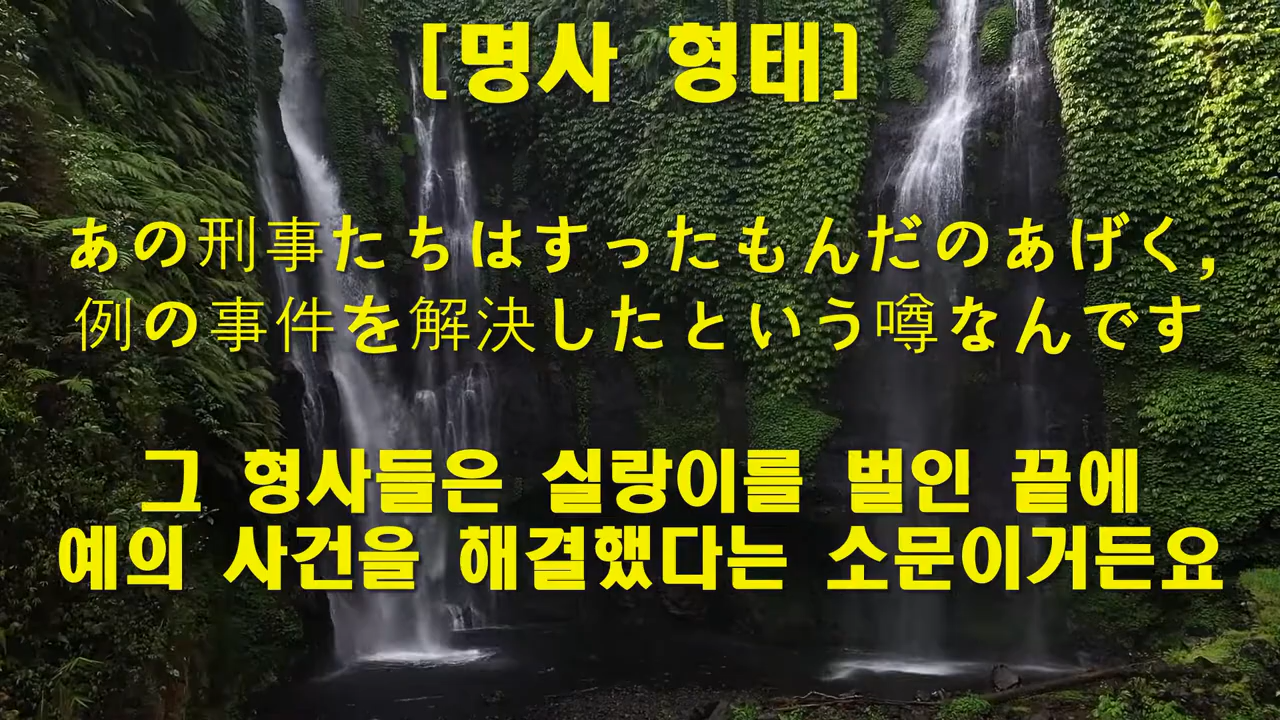 [명사 형태]
あの刑事たちはすったもんだのあげく,
例の事件を解決したという噂なんです
그 형사들은 실랑이를 벌인 끝에
예의 사건을 해결했다는 소문이거든요